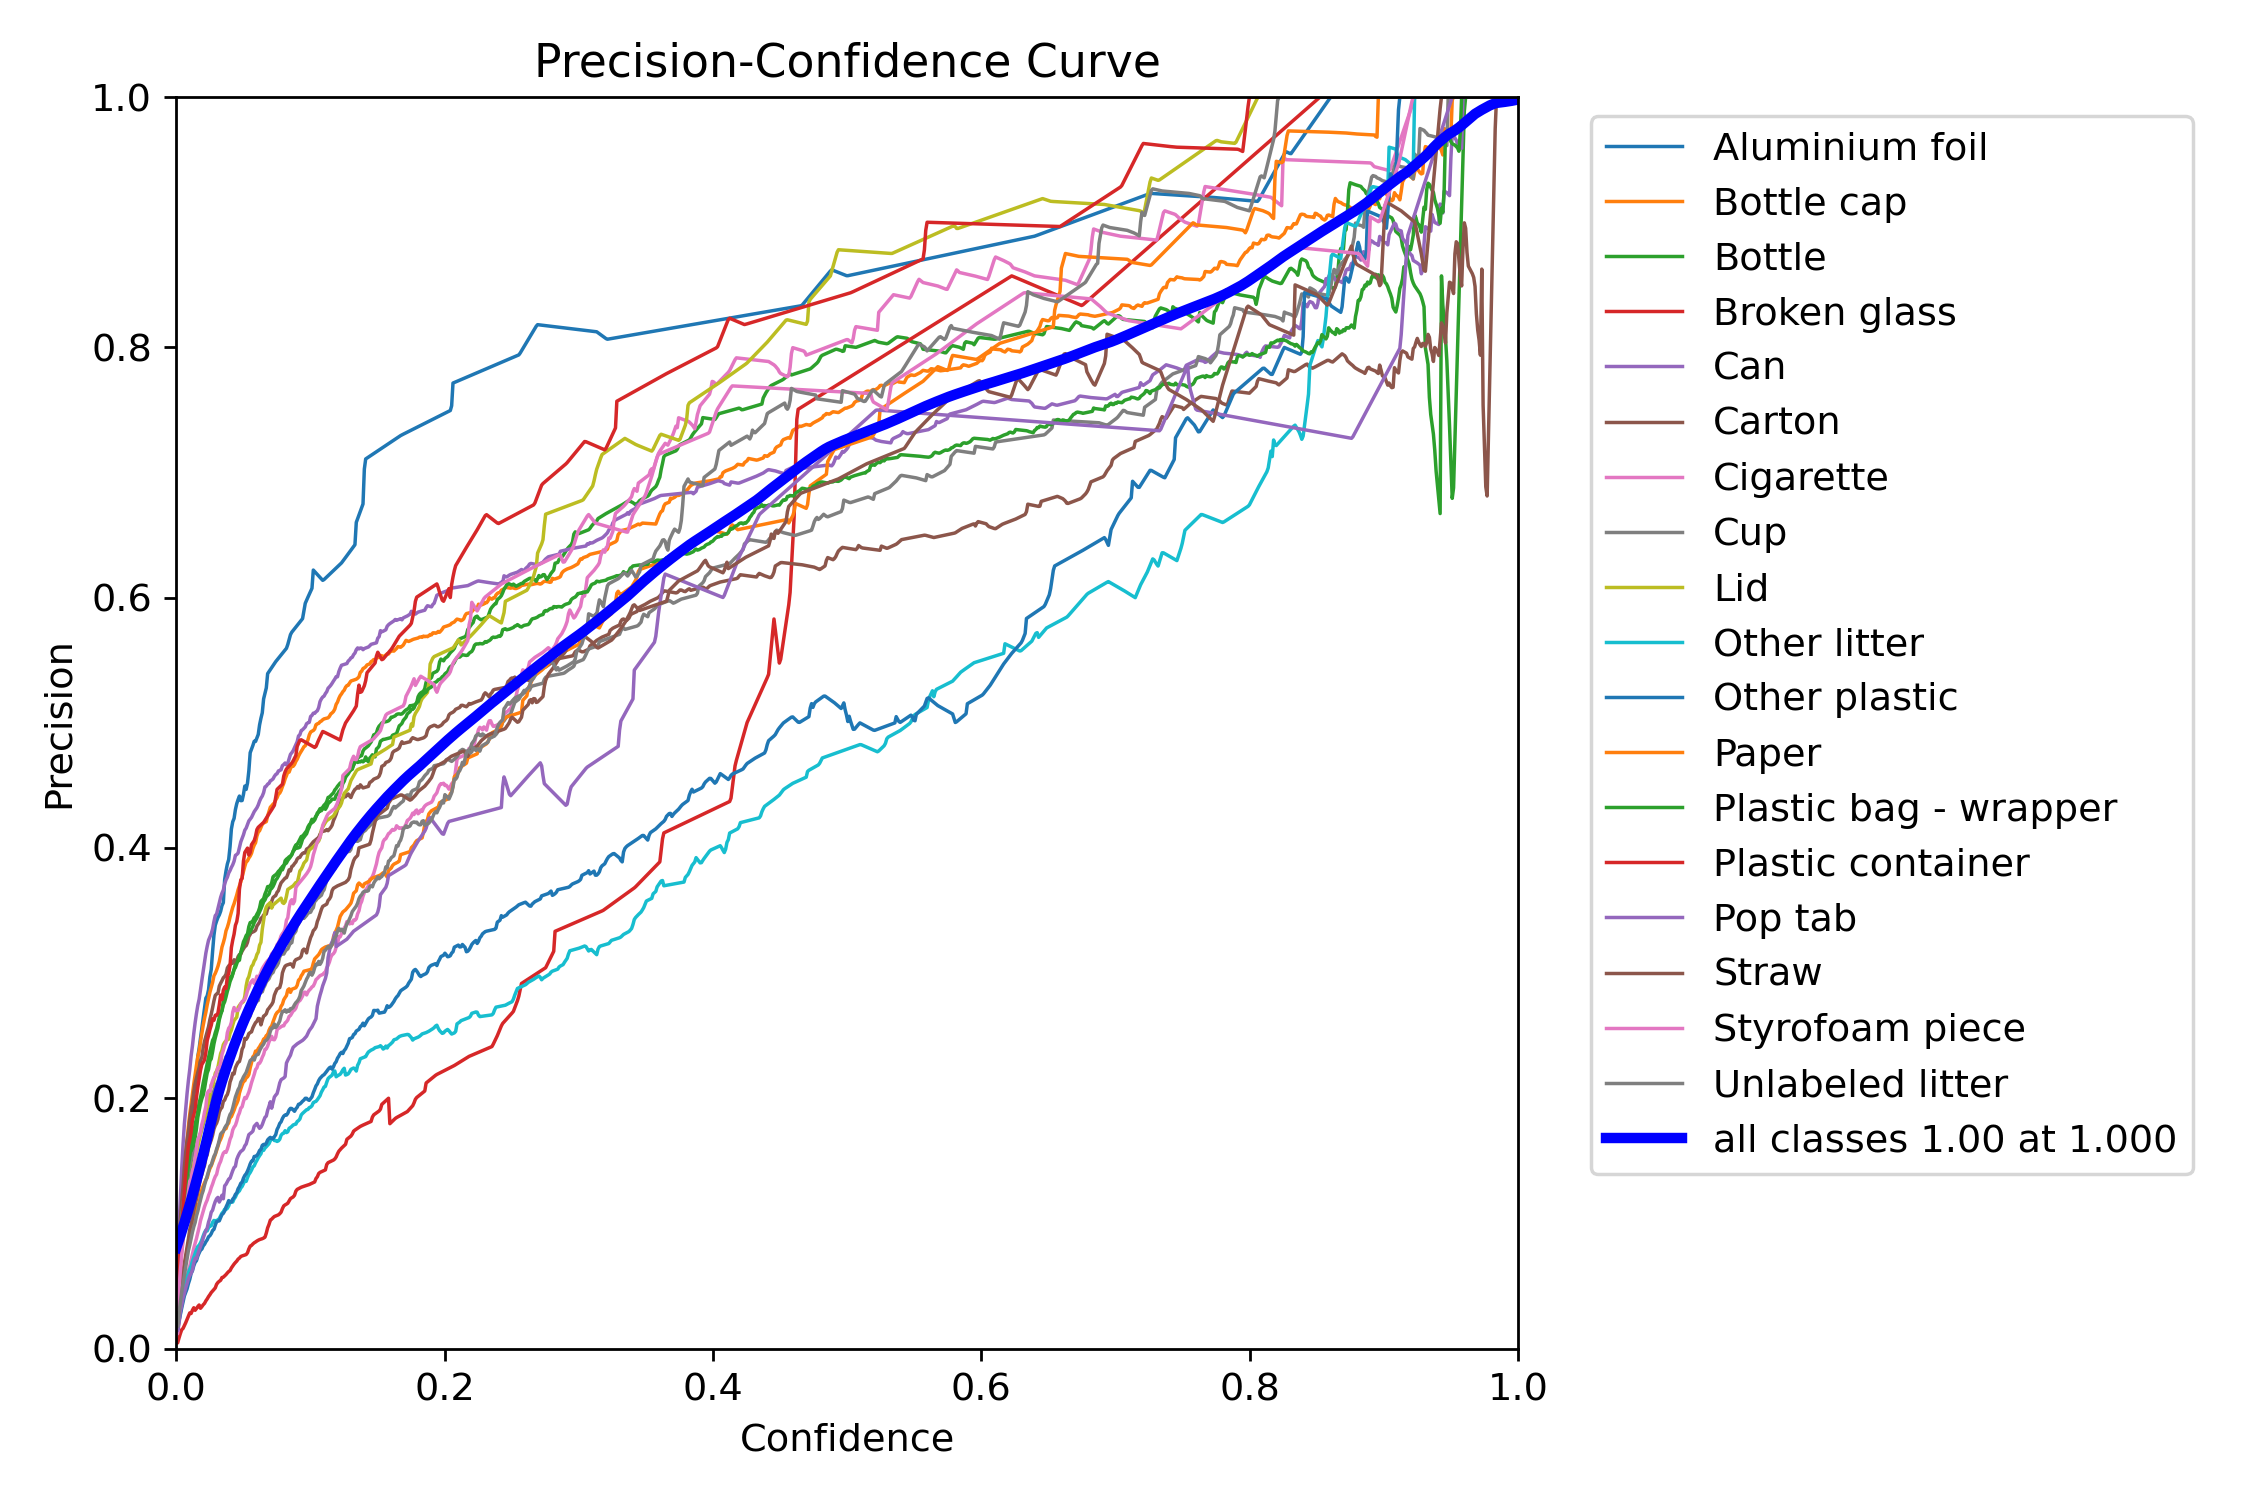 Precision-Confidence Curve
1.0
0.8
0.6
0.4
0.2
0.0
Precision
0.0 0.2 0.4 0.6 0.8 1.0
Confidence
Aluminium foil
Bottle cap
Bottle
Broken glass
Can
Carton
Cigarette
Cup
Lid
Other litter
Other plastic
Paper
Plastic bag - wrapper
Plastic container
Pop tab
Straw
Styrofoam piece
Unlabeled litter
all classes 1.00 at 1.000